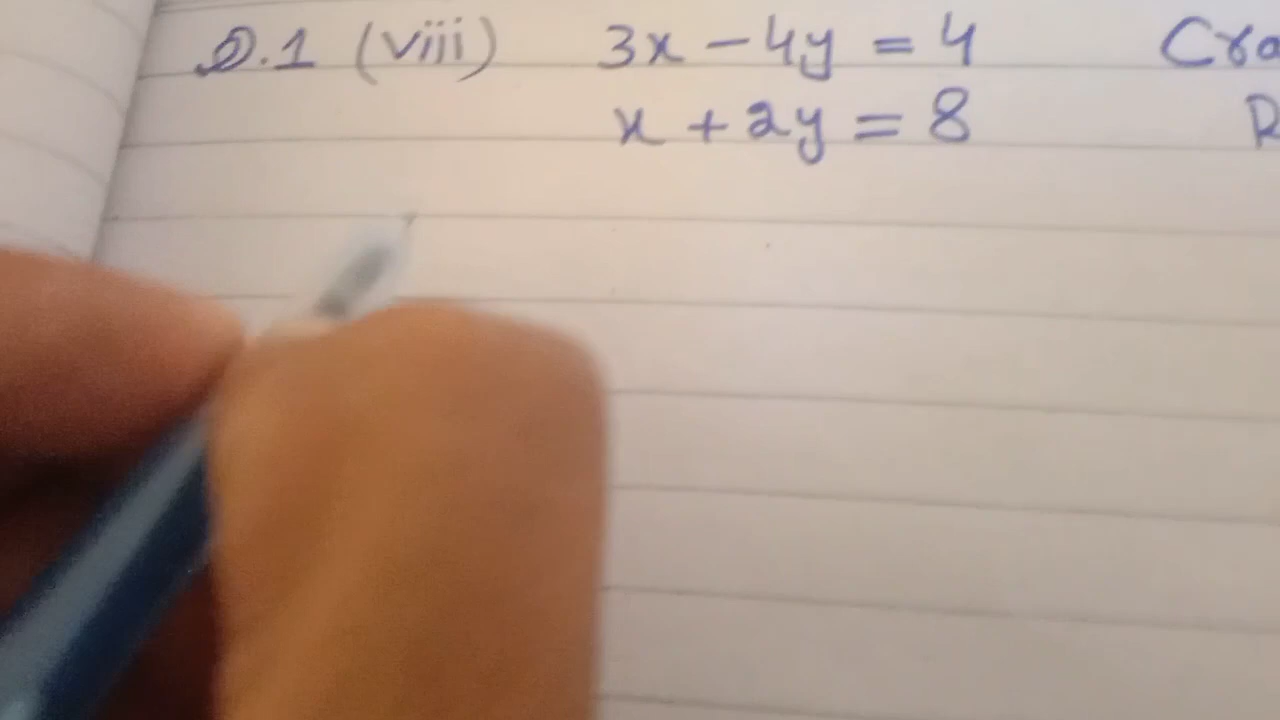 Q.1 (viii) 3x - 4y = 4
x + 2y = 8